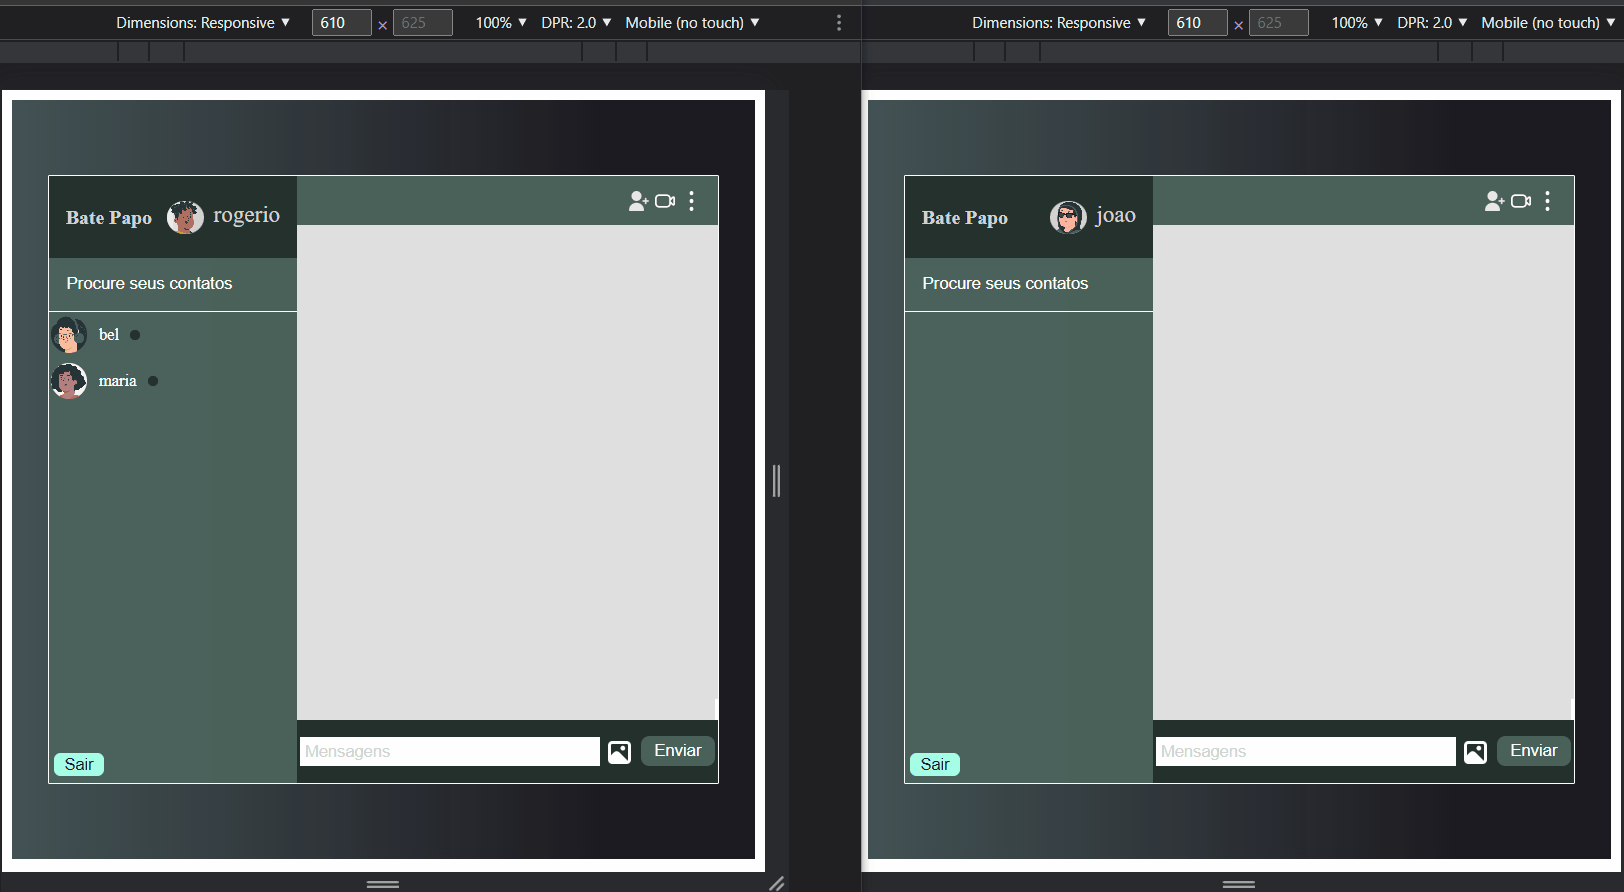 Dimensions: Responsive ▼ 610 × 625 100% ▼ DPR: 2.0 ▼ Mobile (no touch) ▼
Bate Papo rogerio
Procure seus contatos
bel
maria
Sair
Mensagens Enviar
Dimensions: Responsive ▼ 610 × 625 100% ▼ DPR: 2.0 ▼ Mobile (no touch) ▼
Bate Papo joao
Procure seus contatos
Sair
Mensagens Enviar